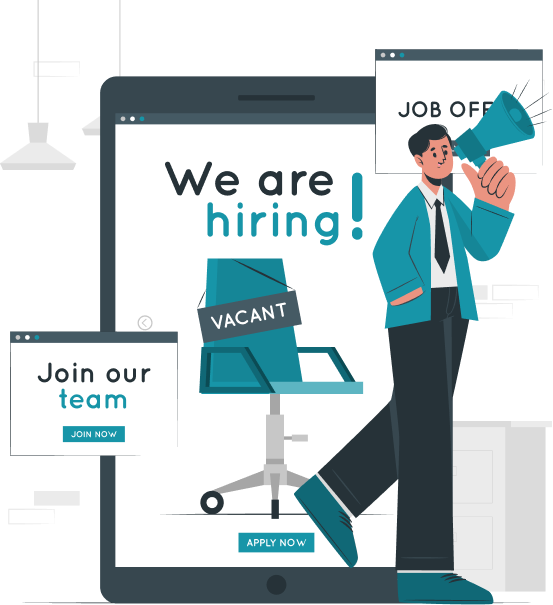 JOB OFF
We are
hiring!
VACANT
Join our
team
JOIN NOW
APPLY NOW